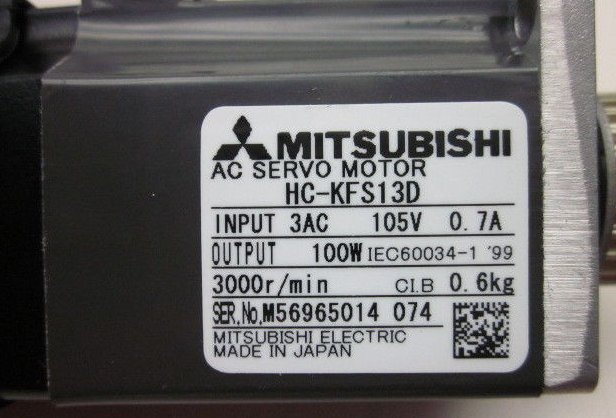 MITSUBISHI
AC SERVO MOTOR
HC-KFS13D
INPUT 3AC 105V 0.7A
OUTPUT 100W IEC60034-1 '99
3000r/min CI.B 0.6kg
SER.No.M56965014 074
MITSUBISHI ELECTRIC
MADE IN JAPAN